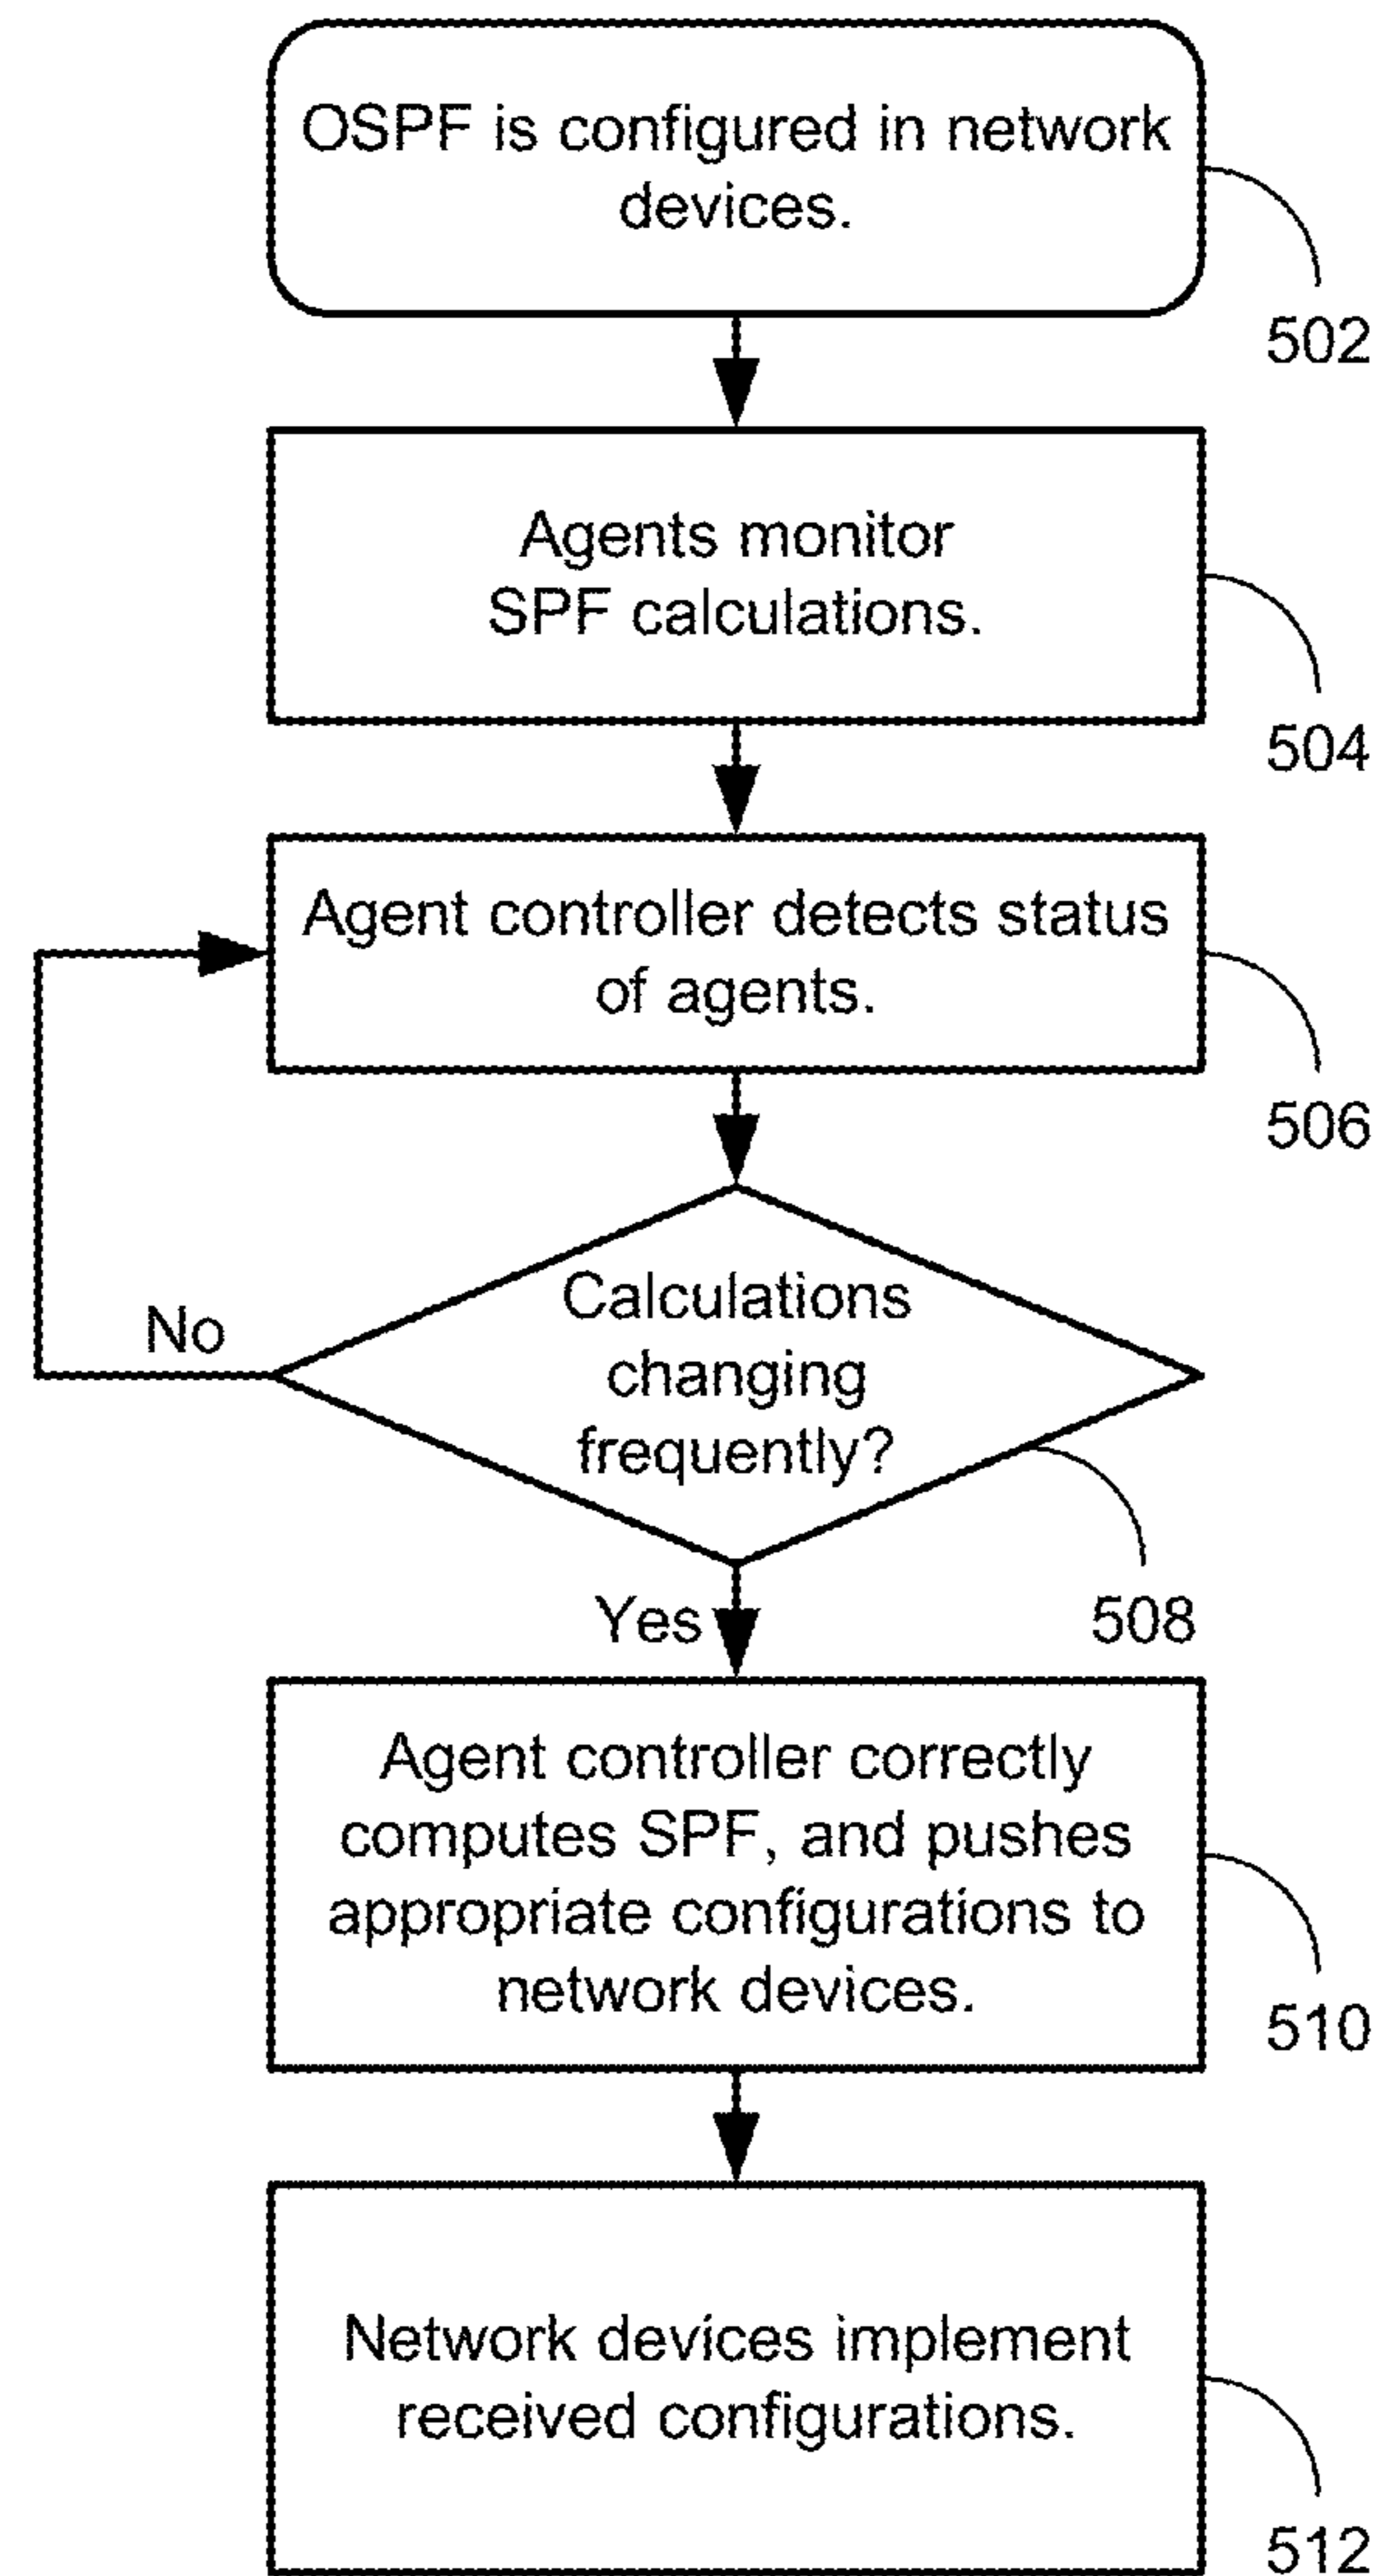 OSPF is configured in network
devices.
502
Agents monitor
SPF calculations.
504
Agent controller detects status
of agents.
506
Calculations
changing
frequently?
No
Yes
508
Agent controller correctly
computes SPF, and pushes
appropriate configurations to
network devices.
510
Network devices implement
received configurations.
512